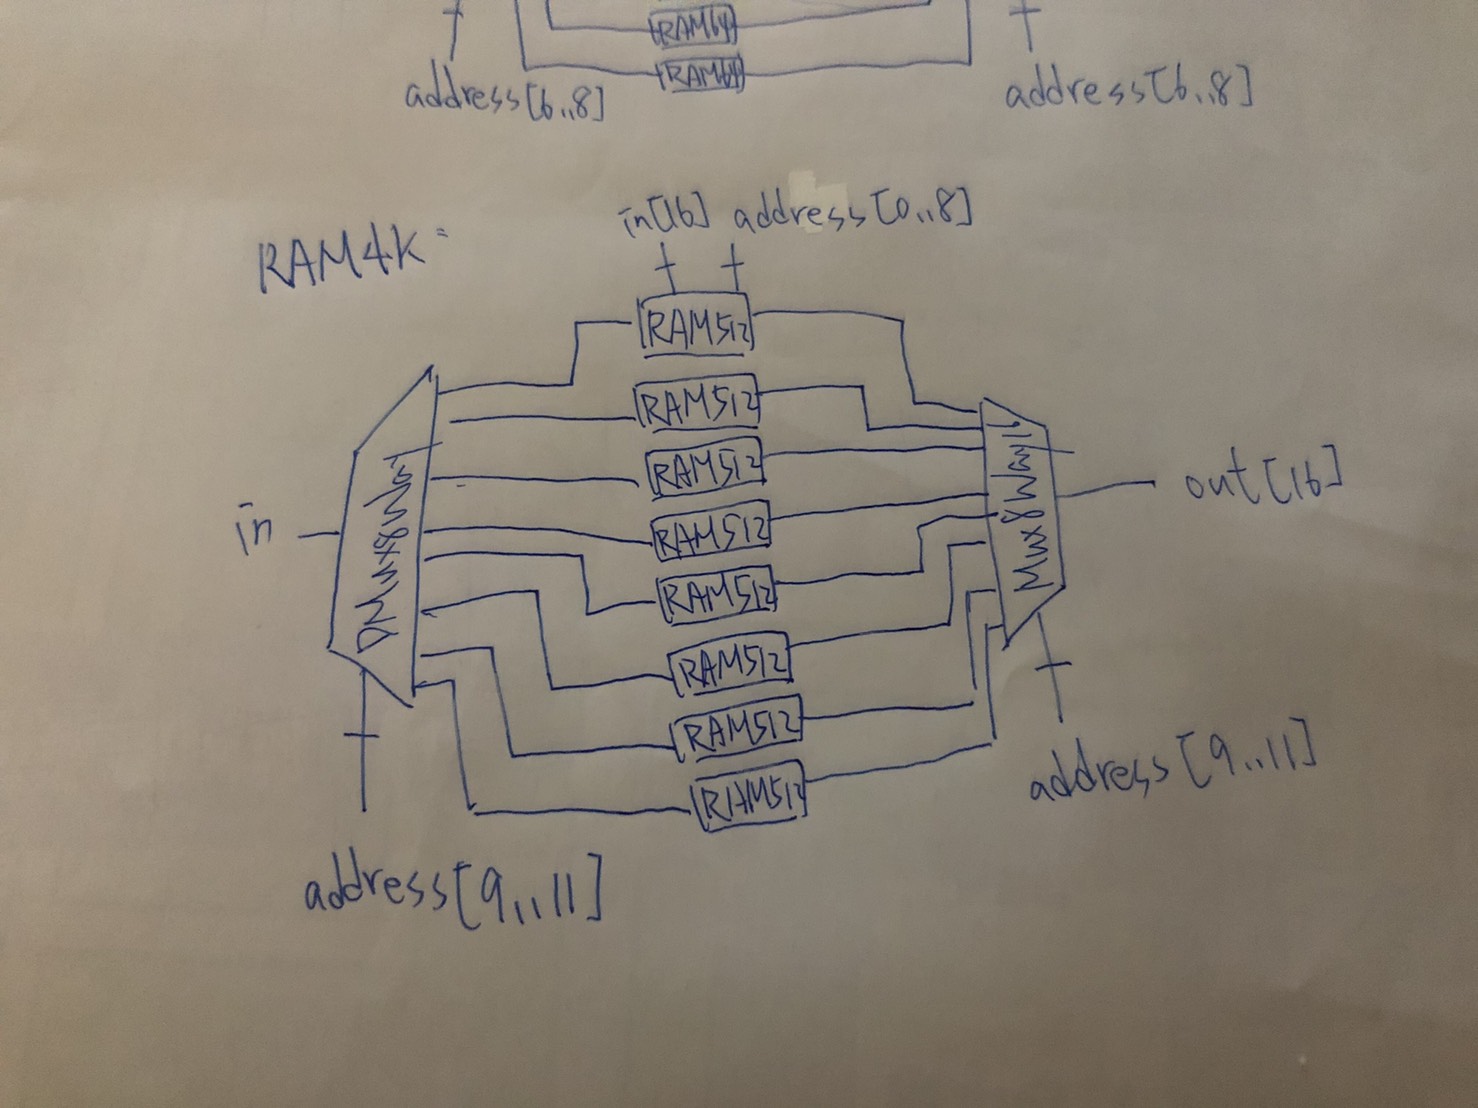 RAM64
RAM64
address[6..8]
address[6..8]
in[16] address[0..8]
RAM4K:
RAM512
RAM512
RAM512
RAM512
RAM512
RAM512
RAM512
RAM512
DMux8Way
Mux8Way16
in
out[16]
address[9..11]
address[9..11]